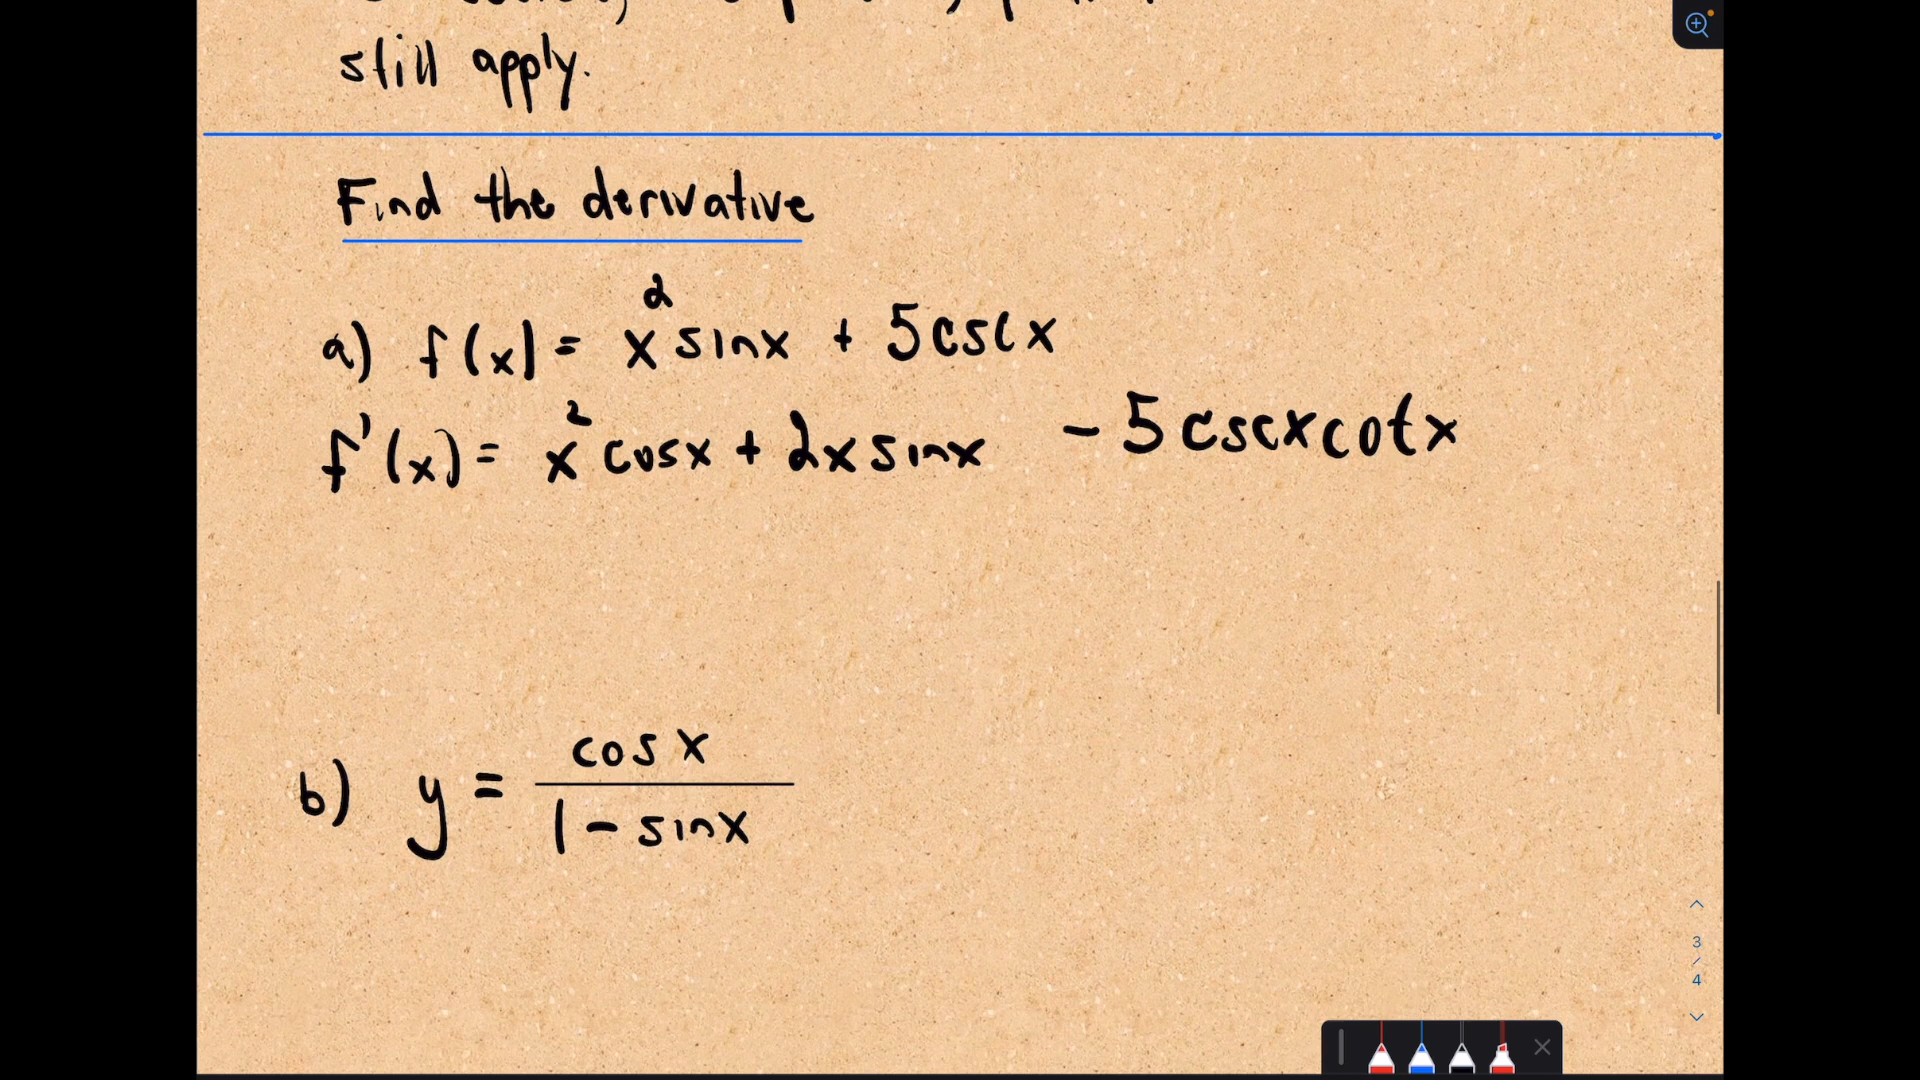 still apply.
Find the derivative
a) f(x) = x² sinx + 5cscx
f'(x) = x² cosx + 2x sinx - 5cscxcotx
b) y = cos x / 1 - sinx
3
/
4